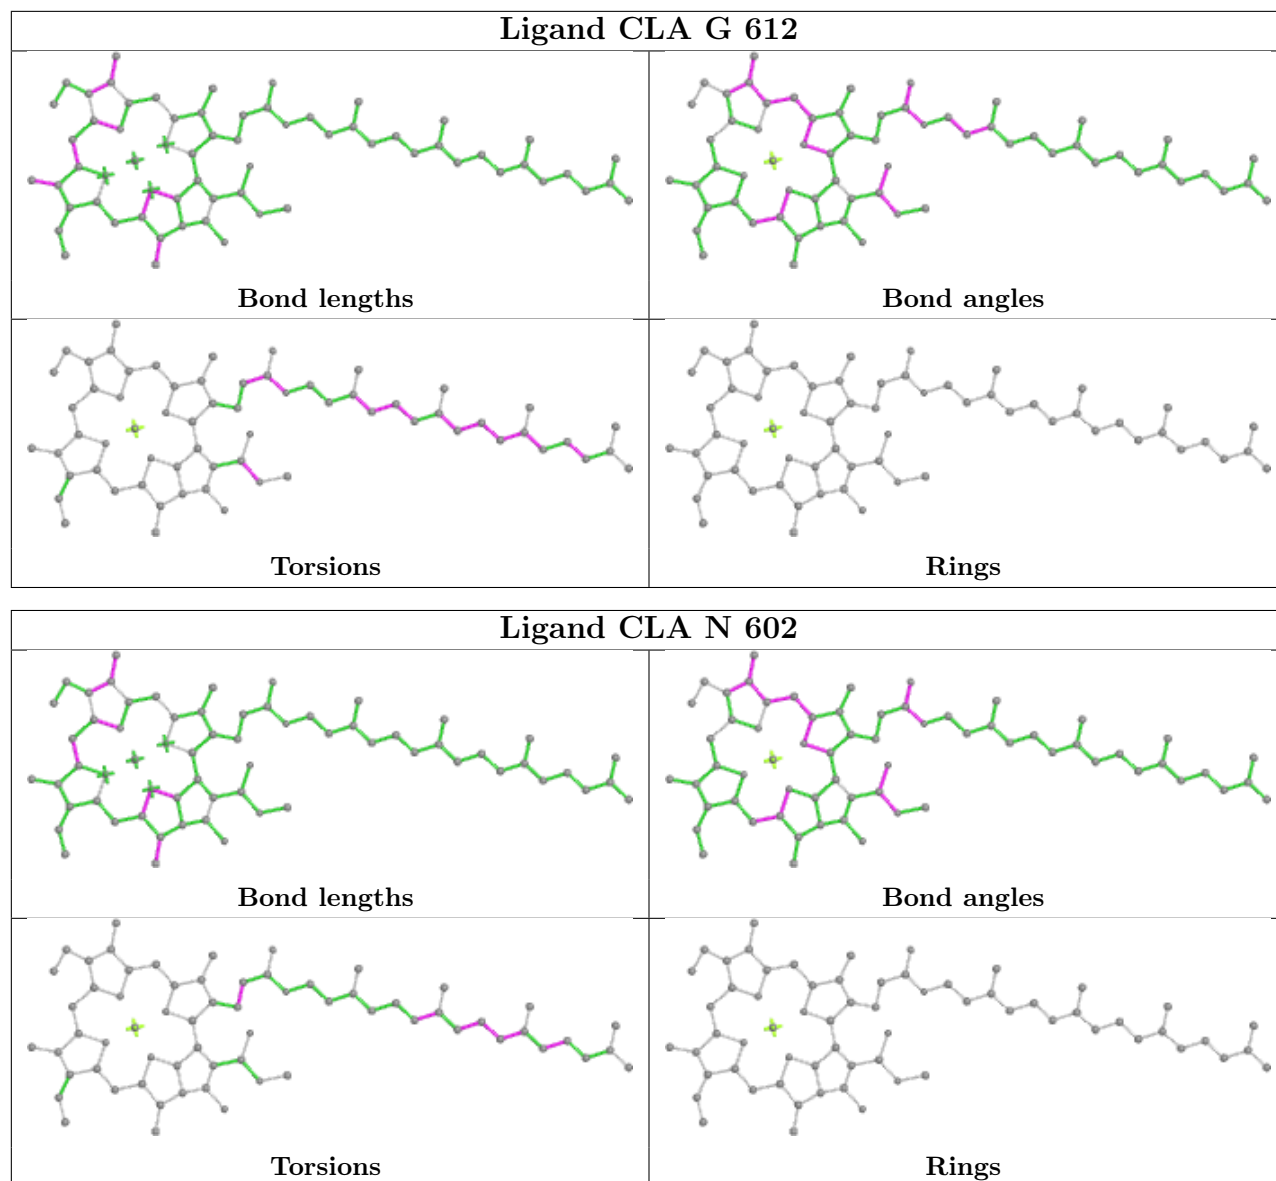 Ligand CLA G 612
Bond lengths
Bond angles
Torsions
Rings
Ligand CLA N 602
Bond lengths
Bond angles
Torsions
Rings